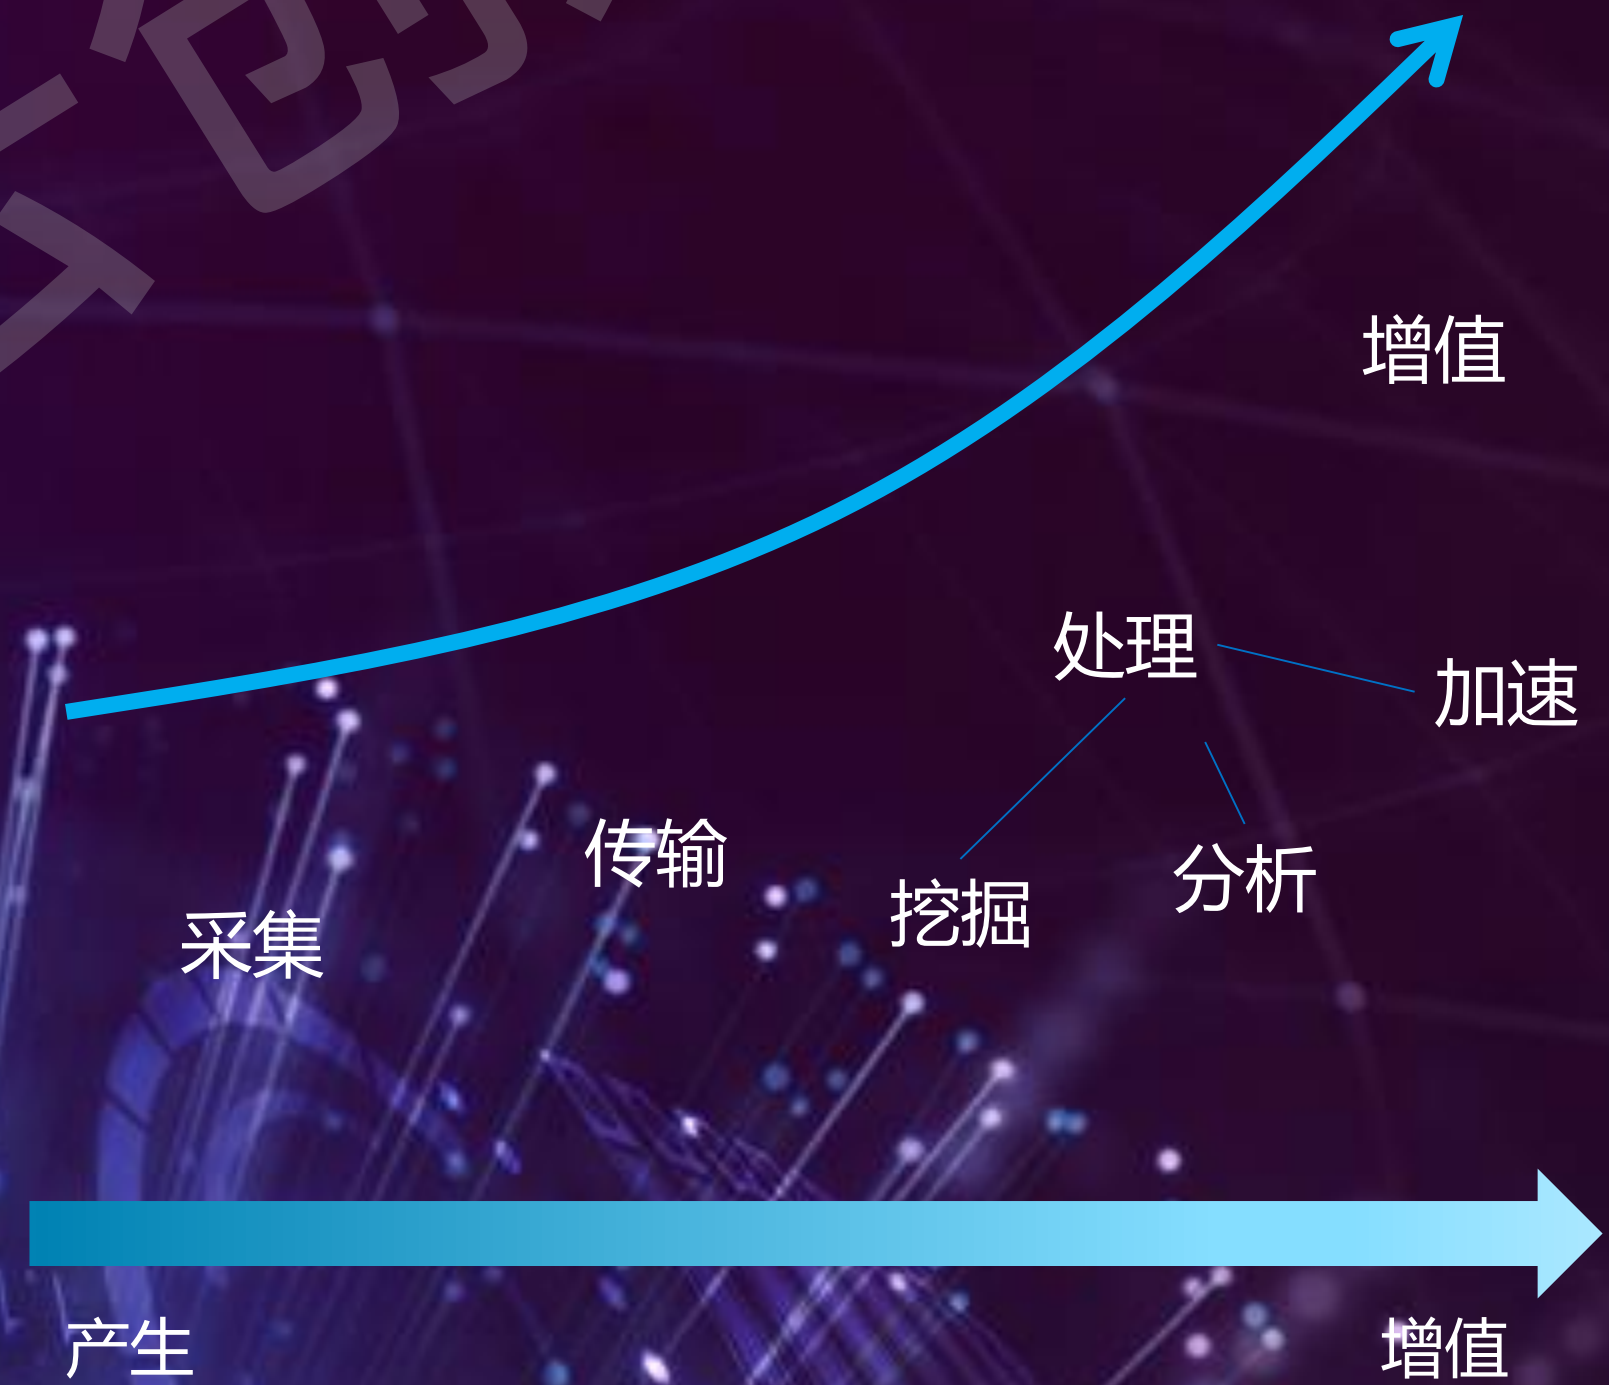 增值
处理
加速
传输
分析
挖掘
采集
产生
增值